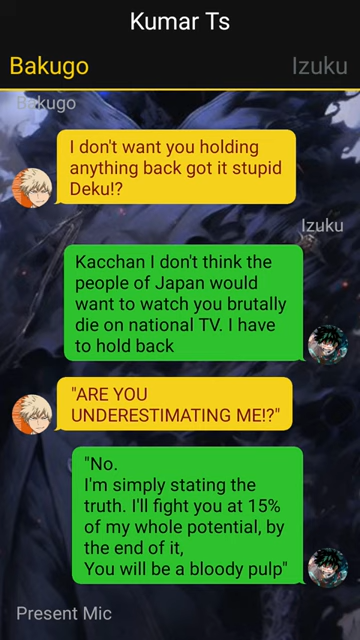 Kumar Ts
Bakugo Izuku
Bakugo
I don't want you holding
anything back got it stupid
Deku!?
Izuku
Kacchan I don't think the
people of Japan would
want to watch you brutally
die on national TV. I have
to hold back
"ARE YOU
UNDERESTIMATING ME!?"
"No.
I'm simply stating the
truth. I'll fight you at 15%
of my whole potential, by
the end of it,
You will be a bloody pulp"
Present Mic